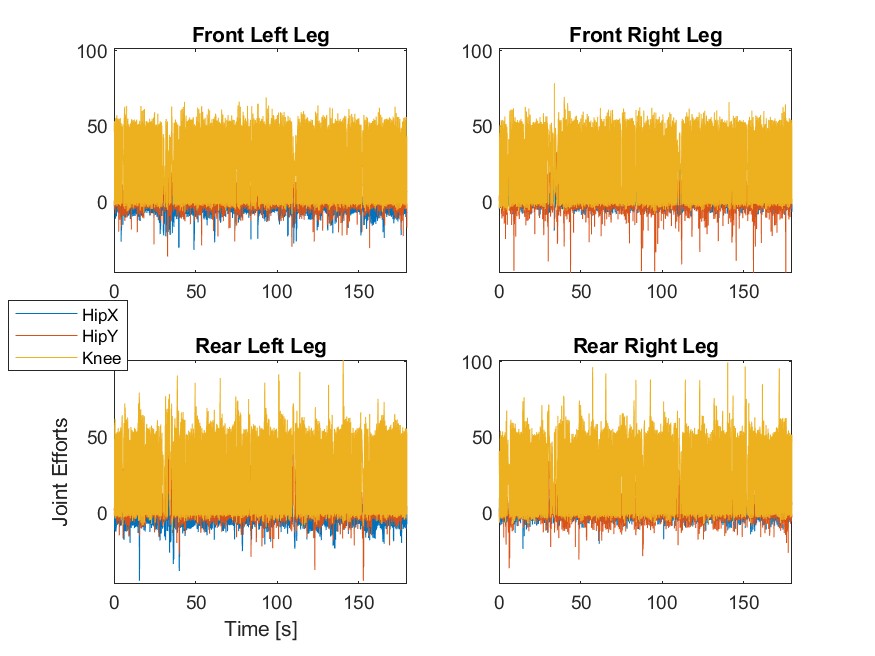 Front Left Leg
100
50
0
0 50 100 150
Front Right Leg
100
50
0
0 50 100 150
HipX
HipY
Knee
Rear Left Leg
50
0
0 50 100 150
Joint Efforts
Time [s]
Rear Right Leg
100
50
0
0 50 100 150